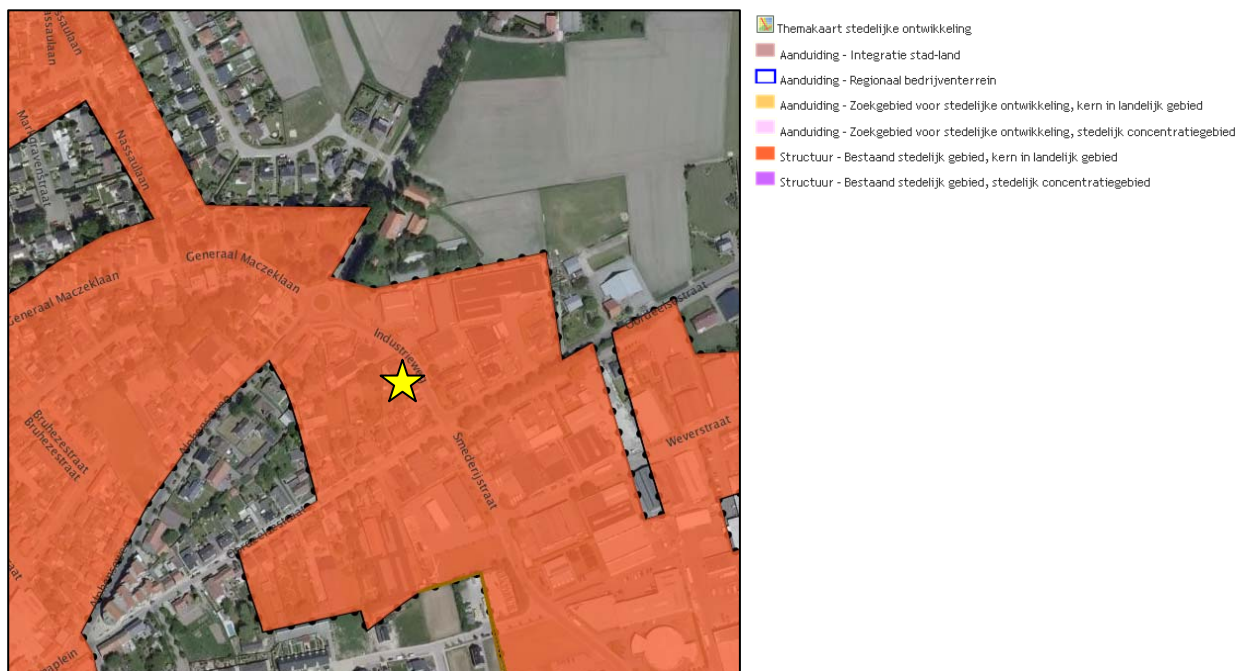 Themakaart stedelijke ontwikkeling
Aanduiding - Integratie stad-land
Aanduiding - Regionaal bedrijventerrein
Aanduiding - Zoekgebied voor stedelijke ontwikkeling, kern in landelijk gebied
Aanduiding - Zoekgebied voor stedelijke ontwikkeling, stedelijk concentratiegebied
Structuur - Bestaand stedelijk gebied, kern in landelijk gebied
Structuur - Bestaand stedelijk gebied, stedelijk concentratiegebied
Nassaulaan
Markgravenstraat
Nassaulaan
Generaal Maczeklaan
Generaal Maczeklaan
Industrieweg
Bruhezestraat
Bruhezestraat
Smederijstraat
Weverstraat